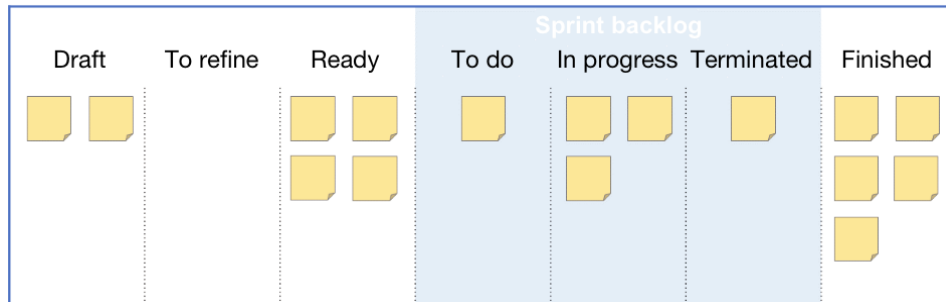 Sprint backlog
Draft To refine Ready To do In progress Terminated Finished